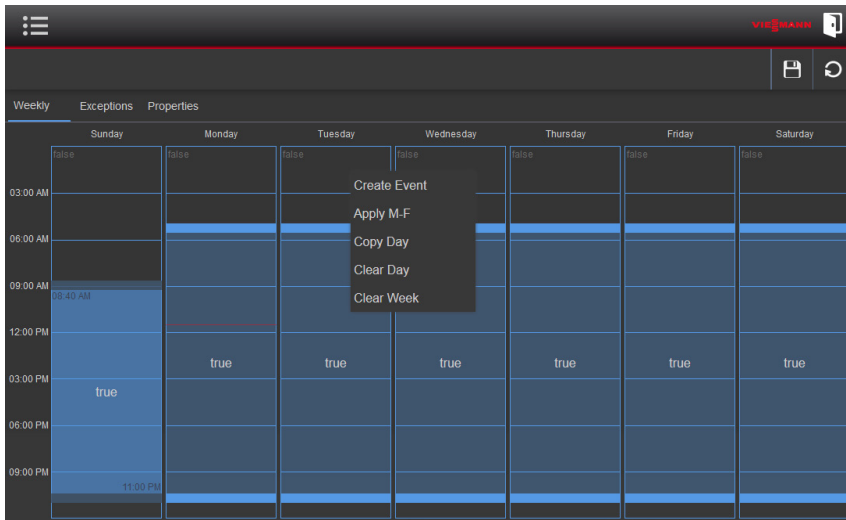 VIESMANN
Weekly Exceptions Properties
Sunday Monday Tuesday Wednesday Thursday Friday Saturday
false false false false false false false
Create Event
03:00 AM
Apply M-F
06:00 AM
Copy Day
Clear Day
09:00 AM
08:40 AM
Clear Week
12:00 PM
true true true true true true
03:00 PM
true
06:00 PM
09:00 PM
11:00 PM